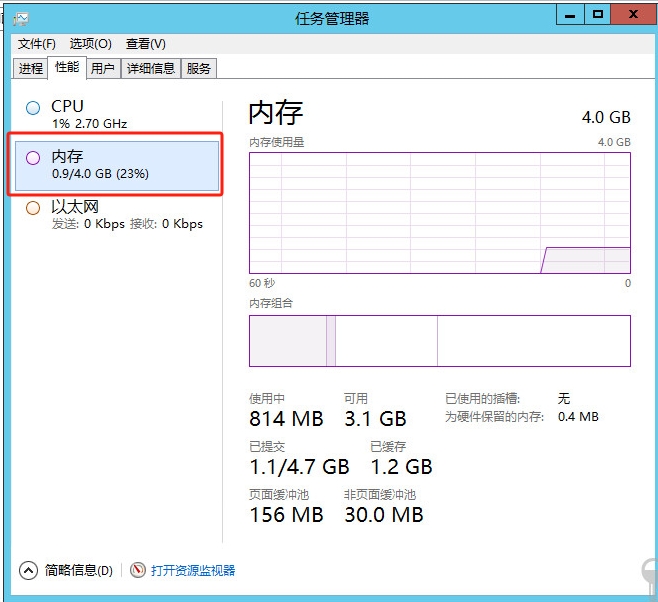 任务管理器
文件(F) 选项(O) 查看(V)
进程 性能 用户 详细信息 服务
CPU
1% 2.70 GHz
内存
0.9/4.0 GB (23%)
以太网
发送: 0 Kbps 接收: 0 Kbps
内存 4.0 GB
内存使用量 4.0 GB
60 秒 0
内存组合
使用中 可用 已使用的插槽: 无
814 MB 3.1 GB 为硬件保留的内存: 0.4 MB
已提交 已缓存
1.1/4.7 GB 1.2 GB
页面缓冲池 非页面缓冲池
156 MB 30.0 MB
简略信息(D) 打开资源监视器